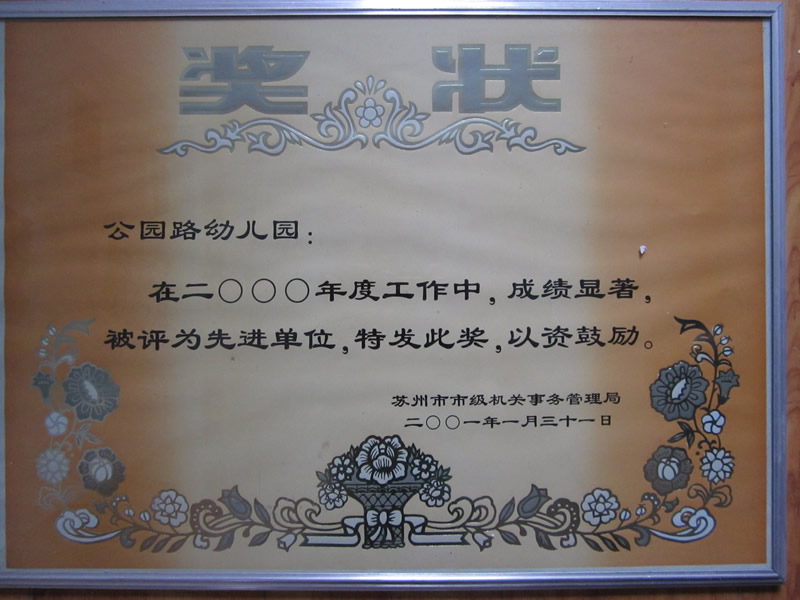 奖状
公园路幼儿园：
在二〇〇〇年度工作中，成绩显著，
被评为先进单位，特发此奖，以资鼓励。
苏州市市级机关事务管理局
二〇〇一年一月三十一日